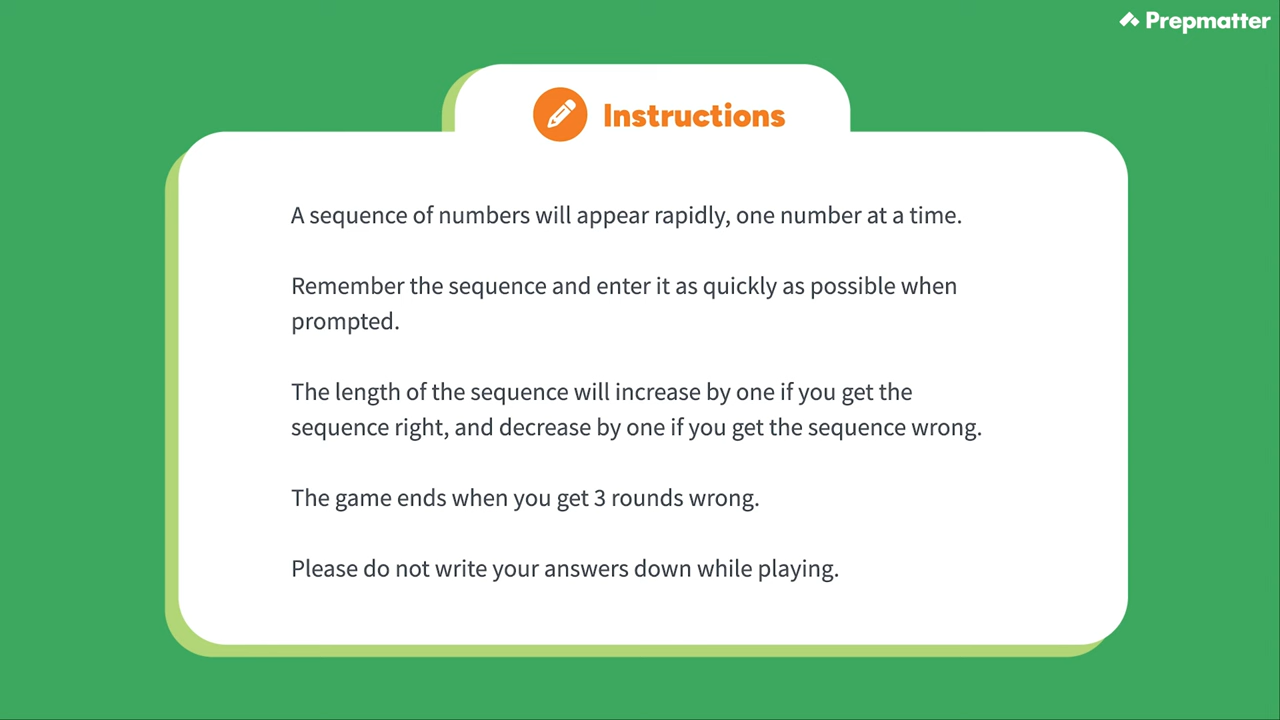 Prepmatter
Instructions
A sequence of numbers will appear rapidly, one number at a time.
Remember the sequence and enter it as quickly as possible when
prompted.
The length of the sequence will increase by one if you get the
sequence right, and decrease by one if you get the sequence wrong.
The game ends when you get 3 rounds wrong.
Please do not write your answers down while playing.